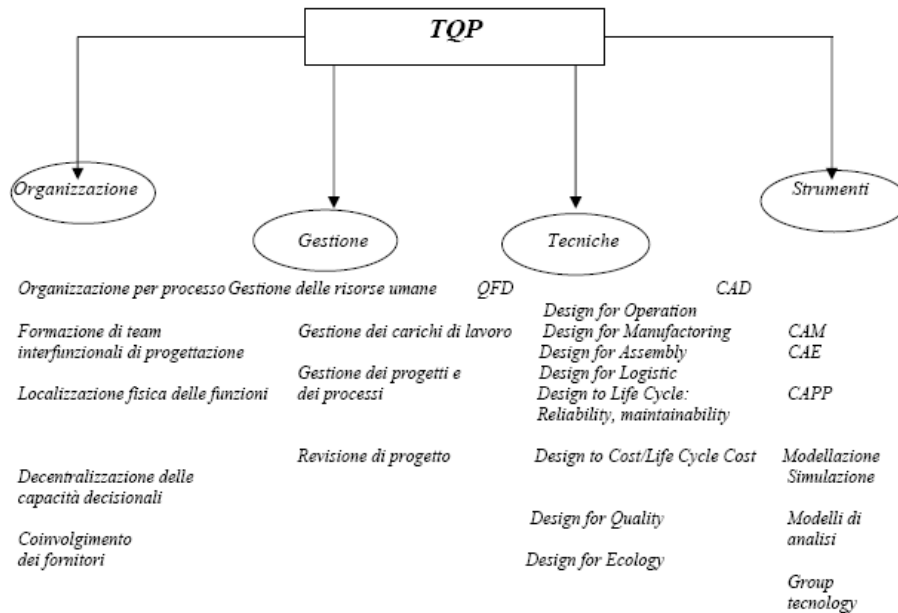 TQP
Organizzazione
Strumenti
Gestione
Tecniche
Organizzazione per processo Gestione delle risorse umane QFD CAD
Design for Operation
Formazione di team Gestione dei carichi di lavoro Design for Manufactoring CAM
interfunzionali di progettazione Design for Assembly CAE
Gestione dei progetti e Design for Logistic
Localizzazione fisica delle funzioni dei processi Design to Life Cycle: CAPP
Reliability, maintainability
Revisione di progetto Design to Cost/Life Cycle Cost Modellazione
Decentralizzazione delle Simulazione
capacità decisionali
Design for Quality Modelli di
Coinvolgimento analisi
dei fornitori Design for Ecology
Group
tecnology